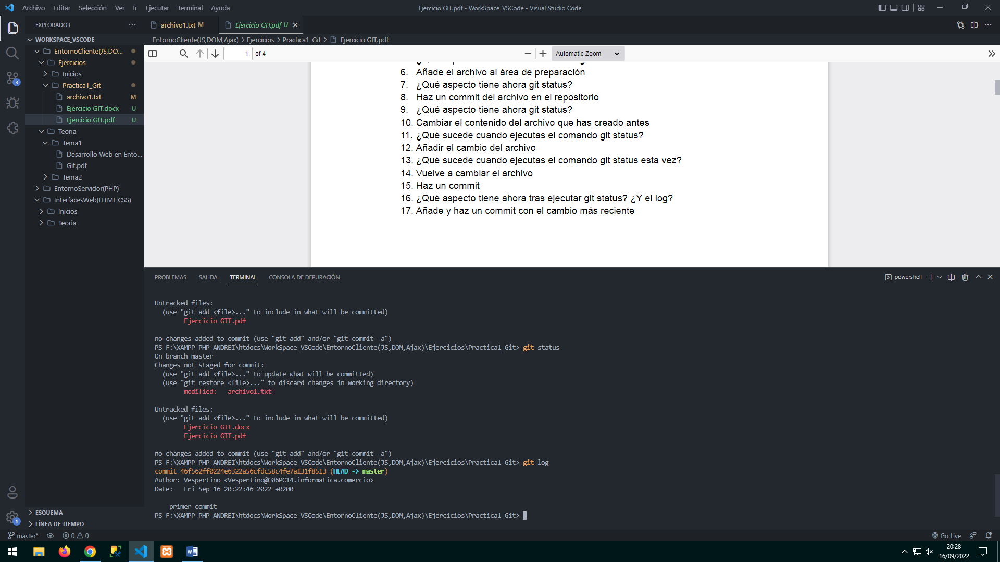 Archivo Editar Selección Ver Ir Ejecutar Terminal Ayuda
Ejercicio GIT.pdf - WorkSpace_VSCode - Visual Studio Code
EXPLORADOR
archivo1.txt M
Ejercicio GIT.pdf U
WORKSPACE_VSCODE
EntornoCliente(JS,DOM,Ajax) > Ejercicios > Practica1_Git > Ejercicio GIT.pdf
EntornoCliente(JS,DO...
Ejercicios
Inicios
Practica1_Git
archivo1.txt M
Ejercicio GIT.docx U
Ejercicio GIT.pdf U
Teoria
Tema1
Desarrollo Web en Ento...
Git.pdf
Tema2
EntornoServidor(PHP)
InterfacesWeb(HTML,CSS)
Inicios
Teoria
3
1 of 4
Automatic Zoom
6. Añade el archivo al área de preparación
7. ¿Qué aspecto tiene ahora git status?
8. Haz un commit del archivo en el repositorio
9. ¿Qué aspecto tiene ahora git status?
10. Cambiar el contenido del archivo que has creado antes
11. ¿Qué sucede cuando ejecutas el comando git status?
12. Añadir el cambio del archivo
13. ¿Qué sucede cuando ejecutas el comando git status esta vez?
14. Vuelve a cambiar el archivo
15. Haz un commit
16. ¿Qué aspecto tiene ahora tras ejecutar git status? ¿Y el log?
17. Añade y haz un commit con el cambio más reciente
PROBLEMAS SALIDA TERMINAL CONSOLA DE DEPURACIÓN
powershell
Untracked files:
(use "git add <file>..." to include in what will be committed)
Ejercicio GIT.pdf
no changes added to commit (use "git add" and/or "git commit -a")
PS F:\XAMPP_PHP_ANDREI\htdocs\WorkSpace_VSCode\EntornoCliente(JS,DOM,Ajax)\Ejercicios\Practica1_Git> git status
On branch master
Changes not staged for commit:
(use "git add <file>..." to update what will be committed)
(use "git restore <file>..." to discard changes in working directory)
modified: archivo1.txt
Untracked files:
(use "git add <file>..." to include in what will be committed)
Ejercicio GIT.docx
Ejercicio GIT.pdf
no changes added to commit (use "git add" and/or "git commit -a")
PS F:\XAMPP_PHP_ANDREI\htdocs\WorkSpace_VSCode\EntornoCliente(JS,DOM,Ajax)\Ejercicios\Practica1_Git> git log
commit 46f562ff0224e6322a56cfdc58c4fe7a131f8513 (HEAD -> master)
Author: Vespertino <Vespertino@C06PC14.informatica.comercio>
Date: Fri Sep 16 20:22:46 2022 +0200
primer commit
PS F:\XAMPP_PHP_ANDREI\htdocs\WorkSpace_VSCode\EntornoCliente(JS,DOM,Ajax)\Ejercicios\Practica1_Git>
ESQUEMA
1
LÍNEA DE TIEMPO
master* 0 0
Go Live
20:28
16/09/2022